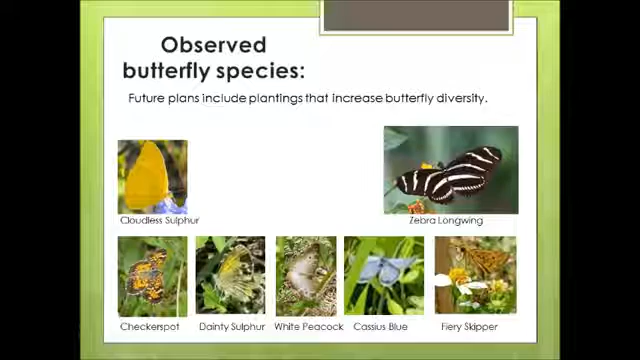 Observed
butterfly species:
Future plans include plantings that increase butterfly diversity.
Cloudless Sulphur
Zebra Longwing
Checkerspot
Dainty Sulphur
White Peacock
Cassius Blue
Fiery Skipper